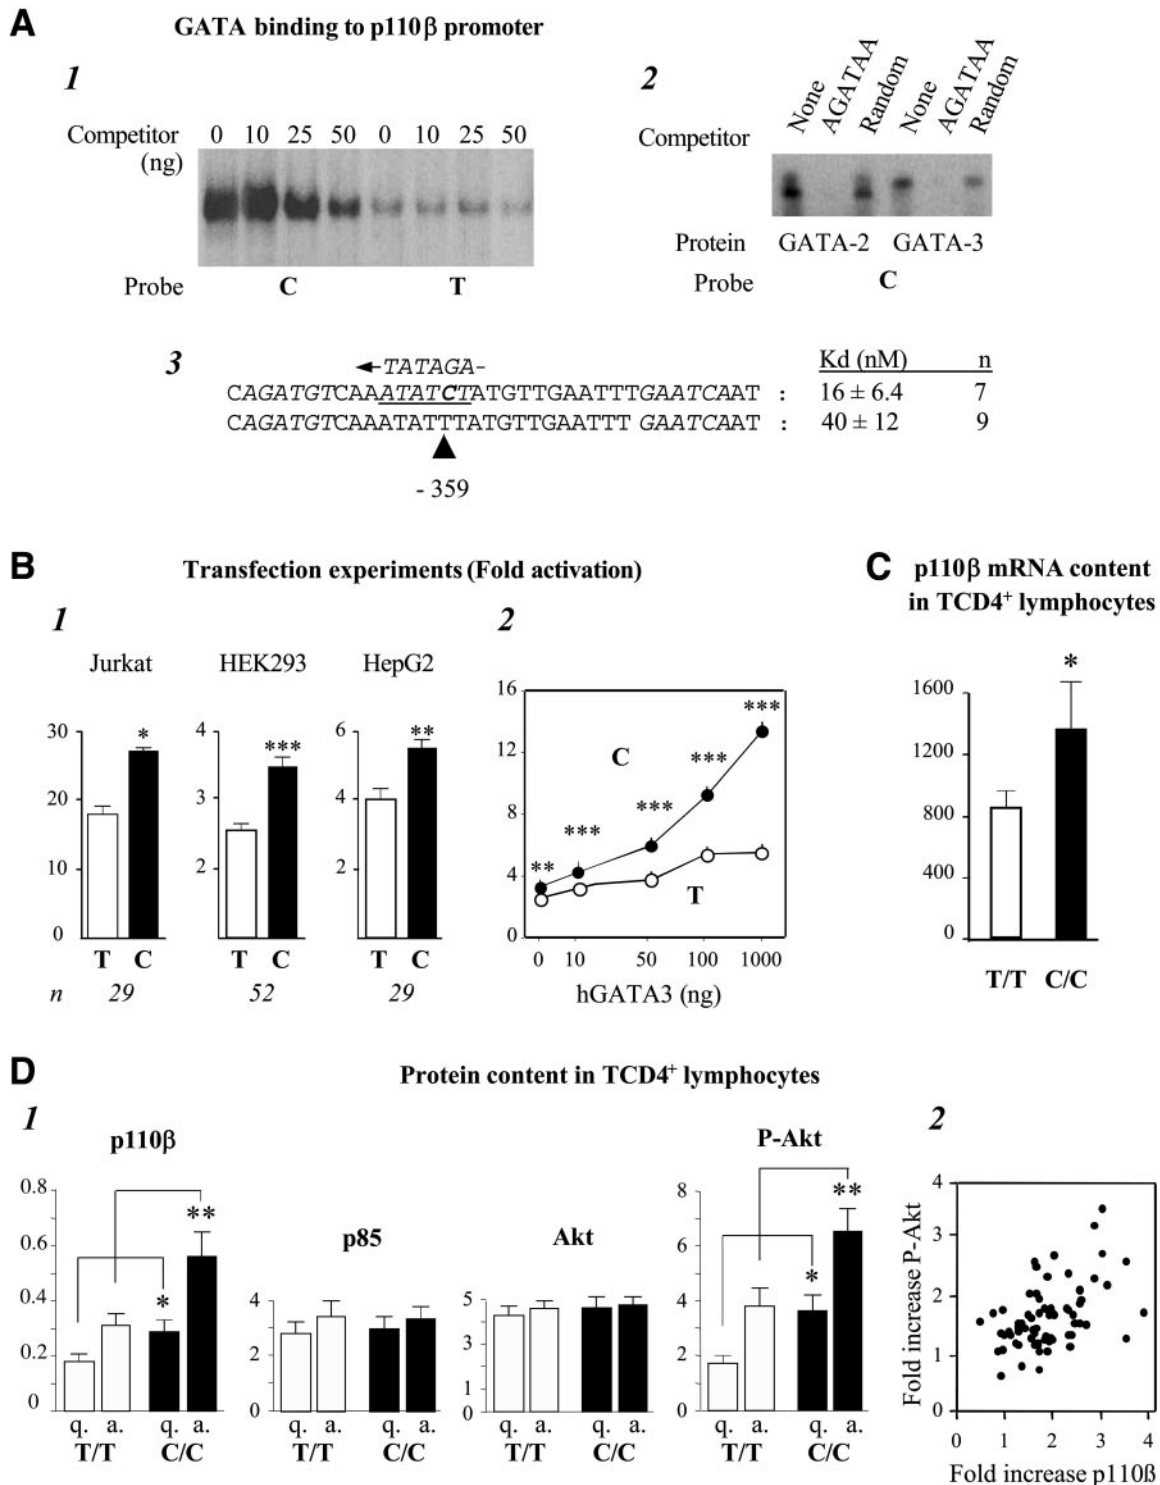 A
GATA binding to p110β promoter
1
Competitor (ng)
0 10 25 50 0 10 25 50
Probe C T
2
Competitor
None AGATAA Random None AGATAA Random
Protein GATA-2 GATA-3
Probe C
3
TATAGA-
Kd (nM) n
CAGATGTCAAATATCTATGTTGAATTTGAATCAAT : 16 ± 6.4 7
CAGATGTCAAATATTTATGTTGAATTT GAATCAAT : 40 ± 12 9
- 359
B
Transfection experiments (Fold activation)
1
Jurkat HEK293 HepG2
30
20
10
0
4
3
2
6
4
2
T C T C T C
n 29 52 29
* *** **
2
16
12
8
4
0
** *** *** *** ***
C
T
0 10 50 100 1000
hGATA3 (ng)
C
p110β mRNA content
in TCD4+ lymphocytes
*
1600
1200
800
400
0
T/T C/C
D
Protein content in TCD4+ lymphocytes
1
p110β
0.8
0.6
0.4
0.2
0
* **
q. a. q. a.
T/T C/C
p85
4
2
0
q. a. q. a.
T/T C/C
Akt
5
3
1
0
q. a. q. a.
T/T C/C
P-Akt
8
6
4
2
0
* **
q. a. q. a.
T/T C/C
2
Fold increase P-Akt
4
3
2
1
0
0 1 2 3 4
Fold increase p110ß